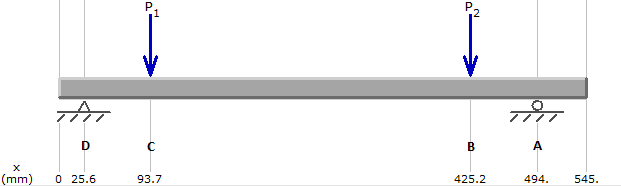 P1 P2
D C B A
x
(mm) 0 25.6 93.7 425.2 494. 545.